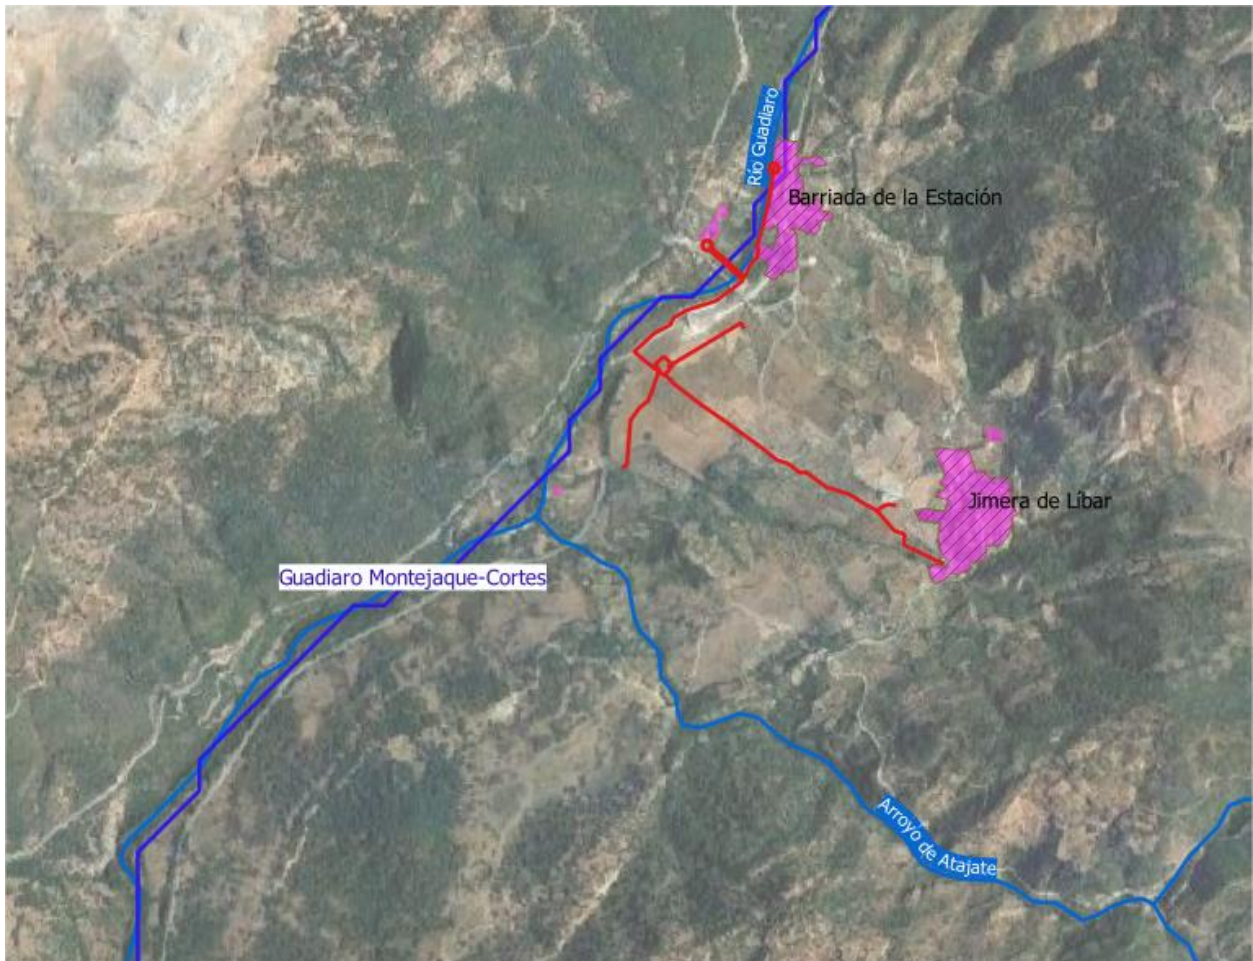 Río Guadiaro
Barriada de la Estación
Jimera de Líbar
Guadiaro Montejaque-Cortes
Arroyo de Atajate